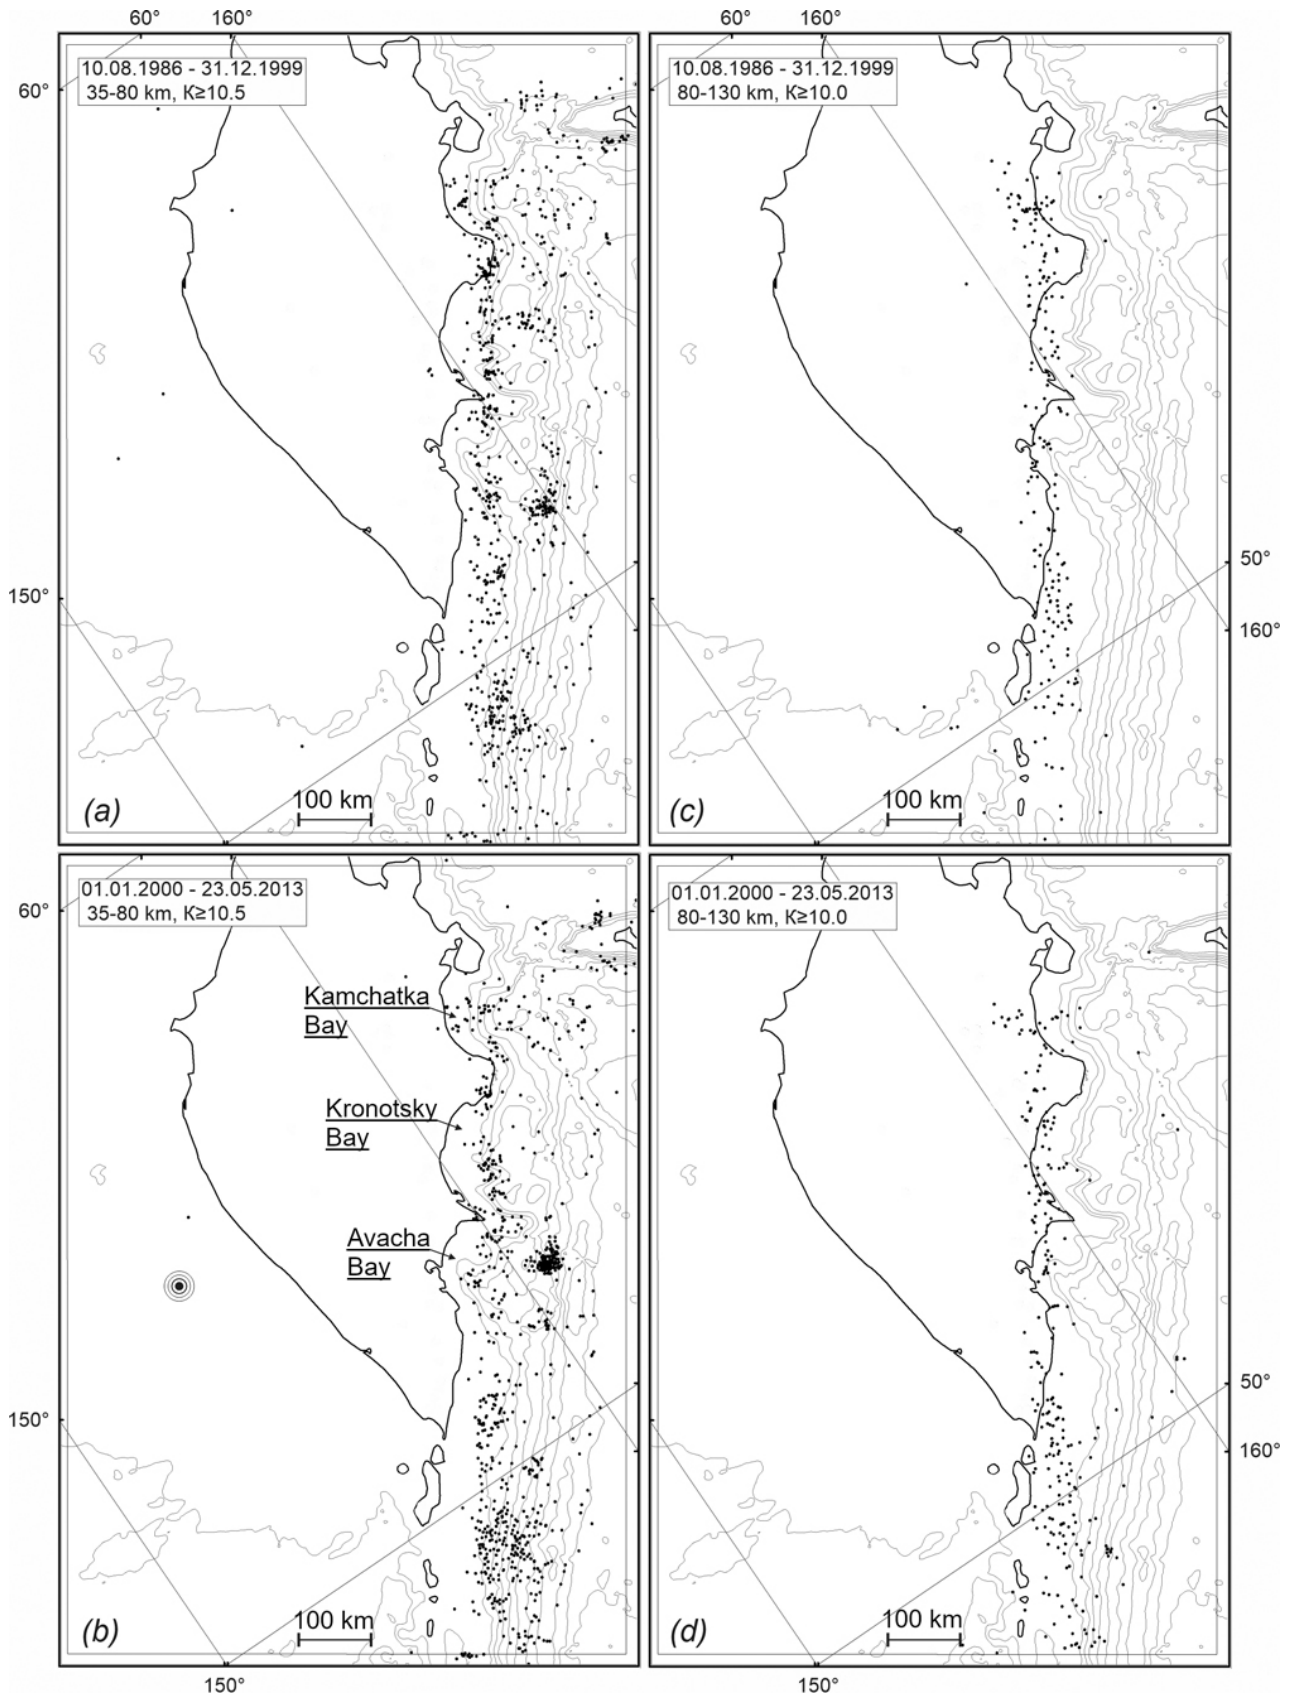 60° 160° 60° 160°
10.08.1986 - 31.12.1999
35-80 km, K≥10.5
10.08.1986 - 31.12.1999
80-130 km, K≥10.0
60°
150°
50°
160°
100 km
(a)
100 km
(c)
01.01.2000 - 23.05.2013
35-80 km, K≥10.5
01.01.2000 - 23.05.2013
80-130 km, K≥10.0
60°
Kamchatka
Bay
Kronotsky
Bay
Avacha
Bay
150°
50°
160°
100 km
(b)
100 km
(d)
150° 150°